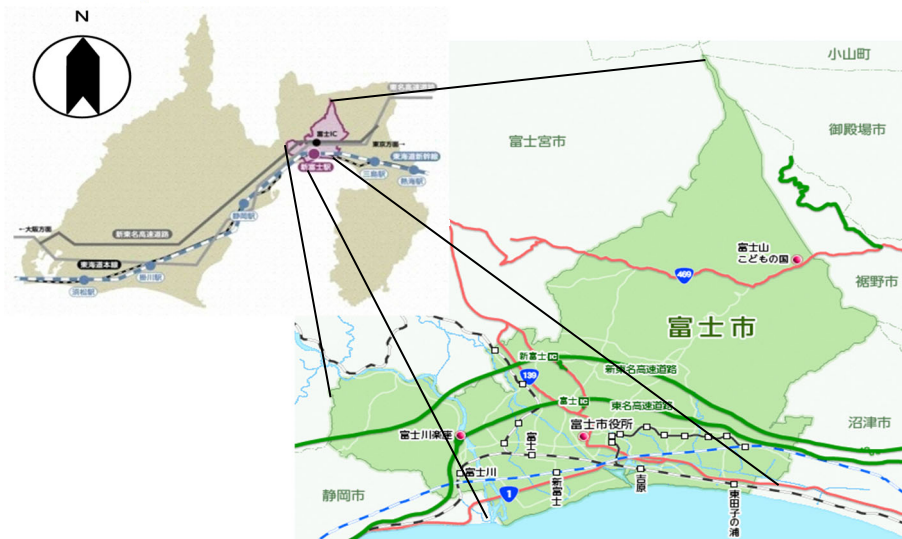 N
東名高速道路
富士IC
東京方面→
東海道新幹線
新富士駅
三島駅
熱海駅
静岡駅
新東名高速道路
←大阪方面
東海道本線
掛川駅
浜松駅
小山町
御殿場市
富士宮市
富士山
こどもの国
469
裾野市
富士市
新富士IC
139
新東名高速道路
富士IC
東名高速道路
沼津市
富士川楽座
富士市役所
富士
富士川
新富士
吉原
東田子の浦
静岡市
1